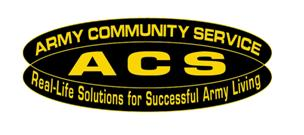 ARMY COMMUNITY SERVICE
ACS
Real-Life Solutions for Successful Army Living